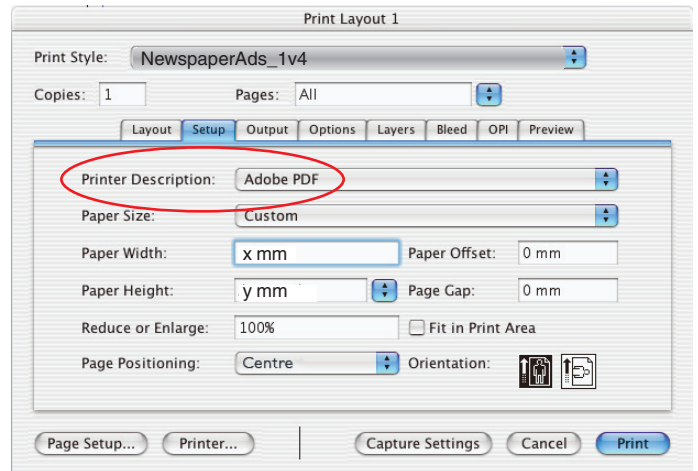 Print Layout 1
Print Style: NewspaperAds_1v4
Copies: 1 Pages: All
Layout Setup Output Options Layers Bleed OPI Preview
Printer Description: Adobe PDF
Paper Size: Custom
Paper Width: x mm Paper Offset: 0 mm
Paper Height: y mm Page Gap: 0 mm
Reduce or Enlarge: 100% Fit in Print Area
Page Positioning: Centre Orientation:
Page Setup... Printer... Capture Settings Cancel Print